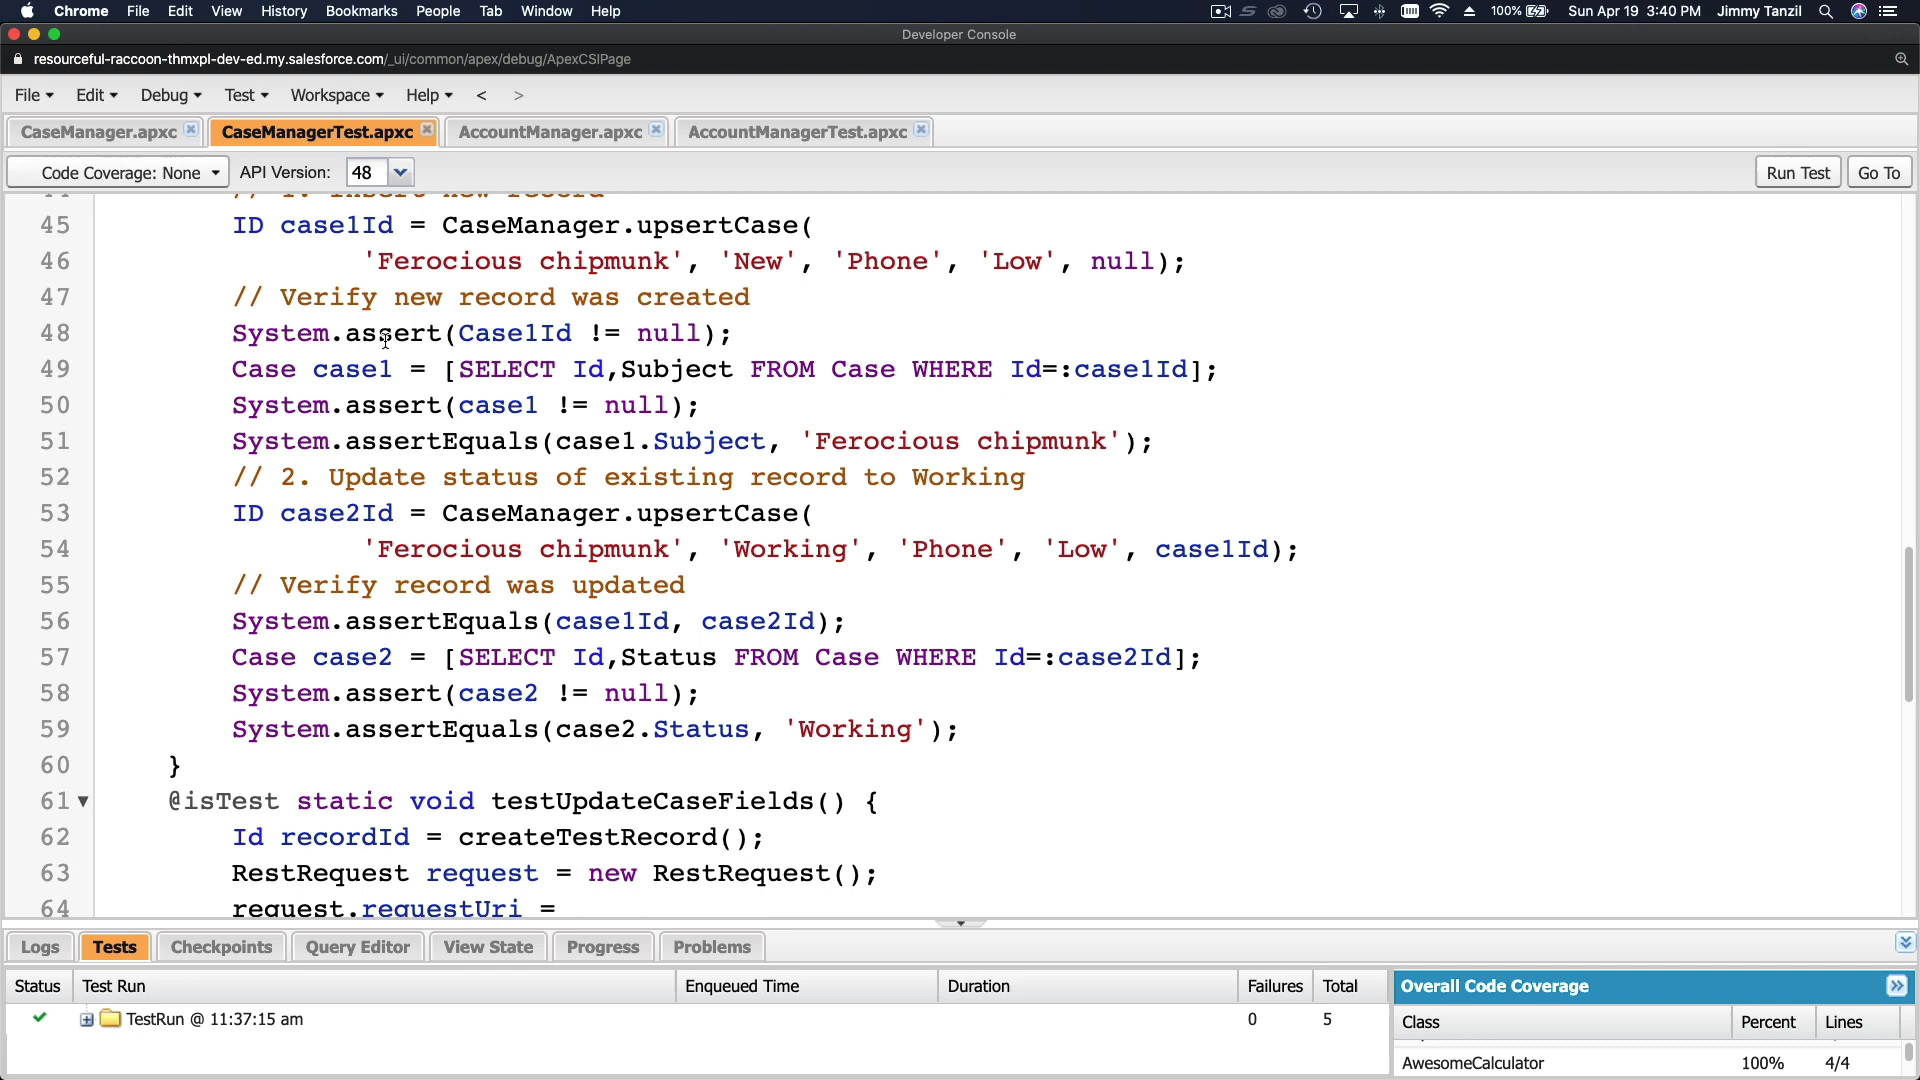 Chrome File Edit View History Bookmarks People Tab Window Help 100% Sun Apr 19 3:40 PM Jimmy Tanzil
Developer Console
resourceful-raccoon-thmxpl-dev-ed.my.salesforce.com/_ui/common/apex/debug/ApexCSIPage
File Edit Debug Test Workspace Help < >
CaseManager.apxc CaseManagerTest.apxc AccountManager.apxc AccountManagerTest.apxc
Code Coverage: None API Version: 48 Run Test Go To
44 // 1. Insert new record
45 ID case1Id = CaseManager.upsertCase(
46 'Ferocious chipmunk', 'New', 'Phone', 'Low', null);
47 // Verify new record was created
48 System.assert(Case1Id != null);
49 Case case1 = [SELECT Id,Subject FROM Case WHERE Id=:case1Id];
50 System.assert(case1 != null);
51 System.assertEquals(case1.Subject, 'Ferocious chipmunk');
52 // 2. Update status of existing record to Working
53 ID case2Id = CaseManager.upsertCase(
54 'Ferocious chipmunk', 'Working', 'Phone', 'Low', case1Id);
55 // Verify record was updated
56 System.assertEquals(case1Id, case2Id);
57 Case case2 = [SELECT Id,Status FROM Case WHERE Id=:case2Id];
58 System.assert(case2 != null);
59 System.assertEquals(case2.Status, 'Working');
60 }
61 @isTest static void testUpdateCaseFields() {
62 Id recordId = createTestRecord();
63 RestRequest request = new RestRequest();
64 request.requestUri =
Logs Tests Checkpoints Query Editor View State Progress Problems
Status Test Run Enqueued Time Duration Failures Total
TestRun @ 11:37:15 am 0 5
Overall Code Coverage
Class Percent Lines
AwesomeCalculator 100% 4/4